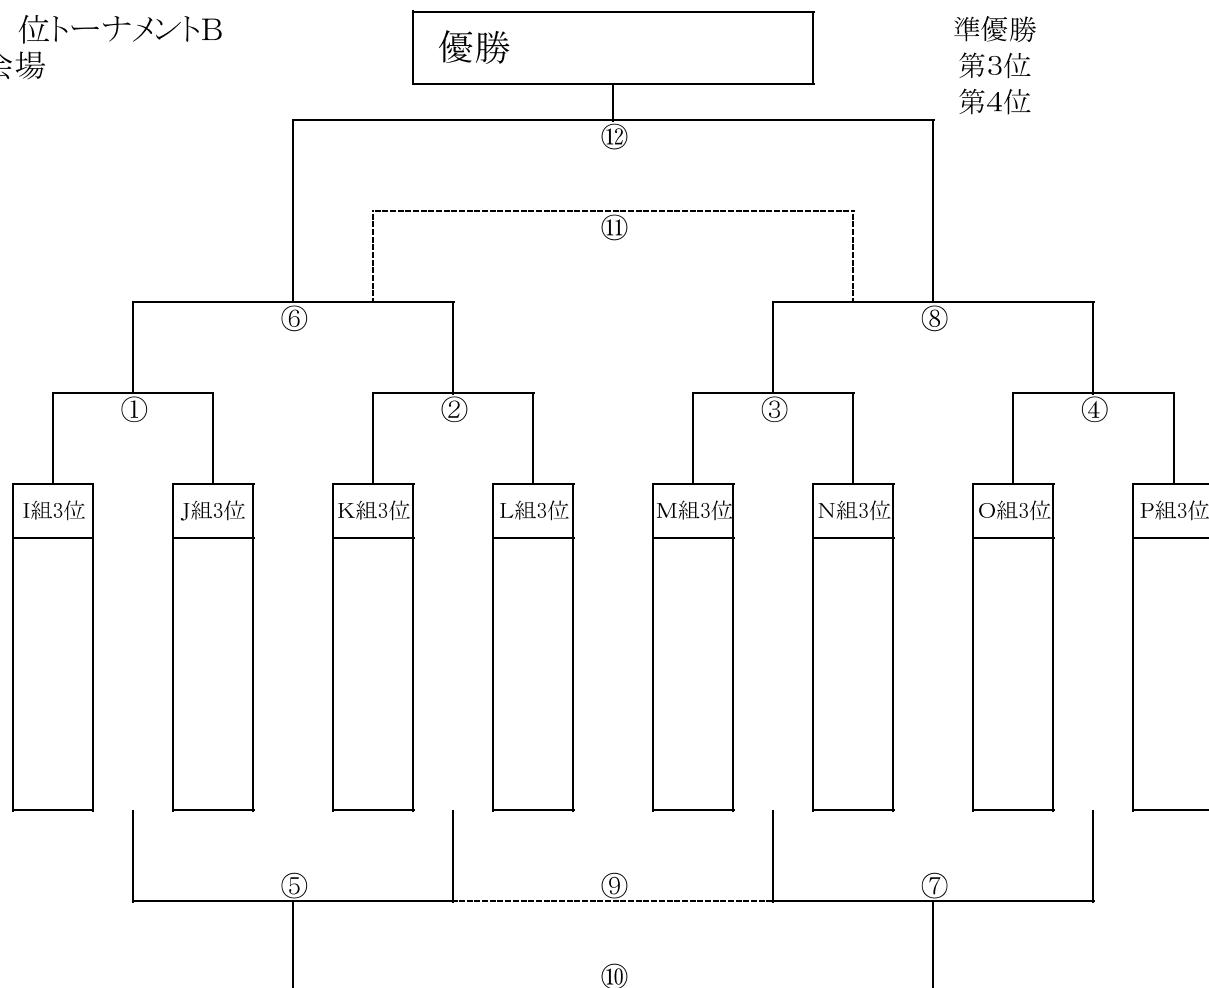 位トーナメントB
会場
優勝
準優勝
第3位
第4位
⑫
⑪
⑥ ⑧
① ② ③ ④
I組3位 J組3位 K組3位 L組3位 M組3位 N組3位 O組3位 P組3位
⑤ ⑨ ⑦
⑩